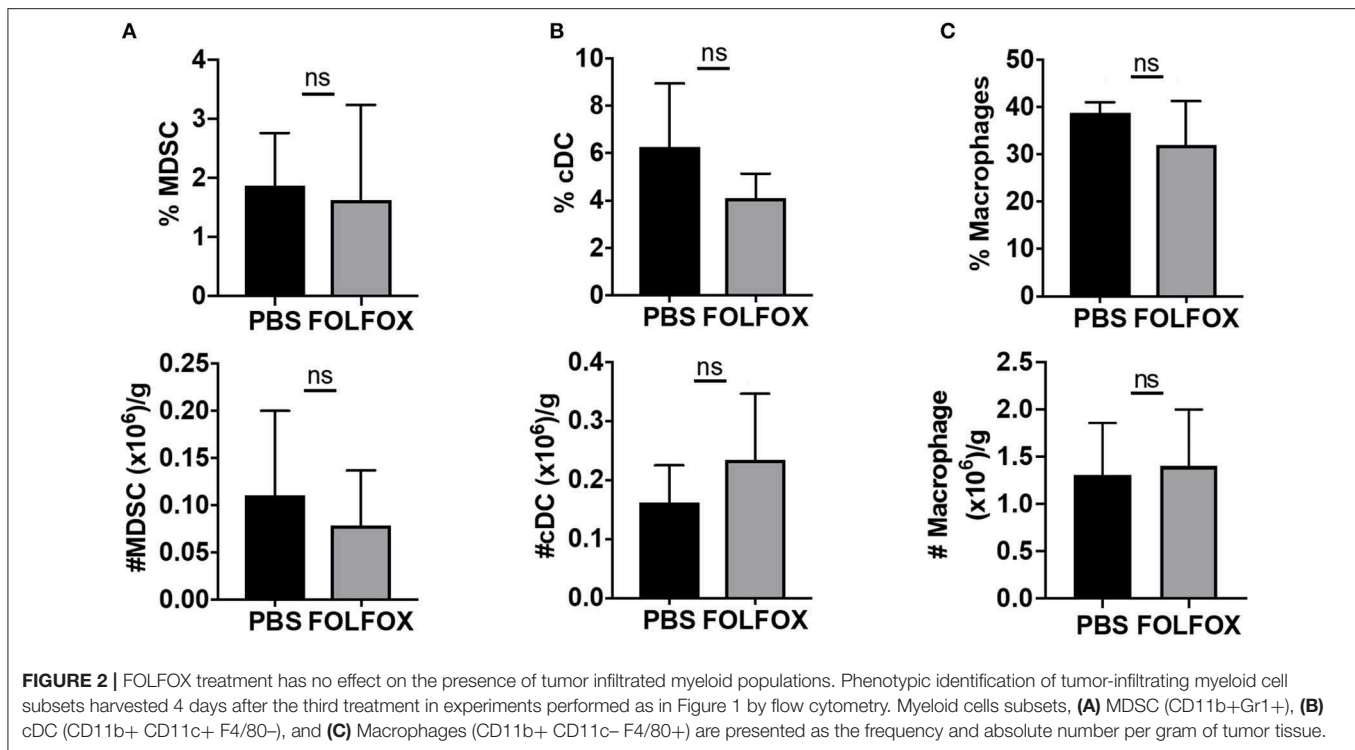 A
B
C
4
3
2
1
0
% MDSC
ns
PBS FOLFOX
10
8
6
4
2
0
% cDC
ns
PBS FOLFOX
50
40
30
20
10
0
% Macrophages
ns
PBS FOLFOX
0.25
0.20
0.15
0.10
0.05
0.00
#MDSC (x10⁶)/g
ns
PBS FOLFOX
0.4
0.3
0.2
0.1
0.0
#cDC (x10⁶)/g
ns
PBS FOLFOX
2.5
2.0
1.5
1.0
0.5
0.0
# Macrophage
(x10⁶)/g
ns
PBS FOLFOX
FIGURE 2 | FOLFOX treatment has no effect on the presence of tumor infiltrated myeloid populations. Phenotypic identification of tumor-infiltrating myeloid cell
subsets harvested 4 days after the third treatment in experiments performed as in Figure 1 by flow cytometry. Myeloid cells subsets, (A) MDSC (CD11b+Gr1+), (B)
cDC (CD11b+ CD11c+ F4/80–), and (C) Macrophages (CD11b+ CD11c– F4/80+) are presented as the frequency and absolute number per gram of tumor tissue.